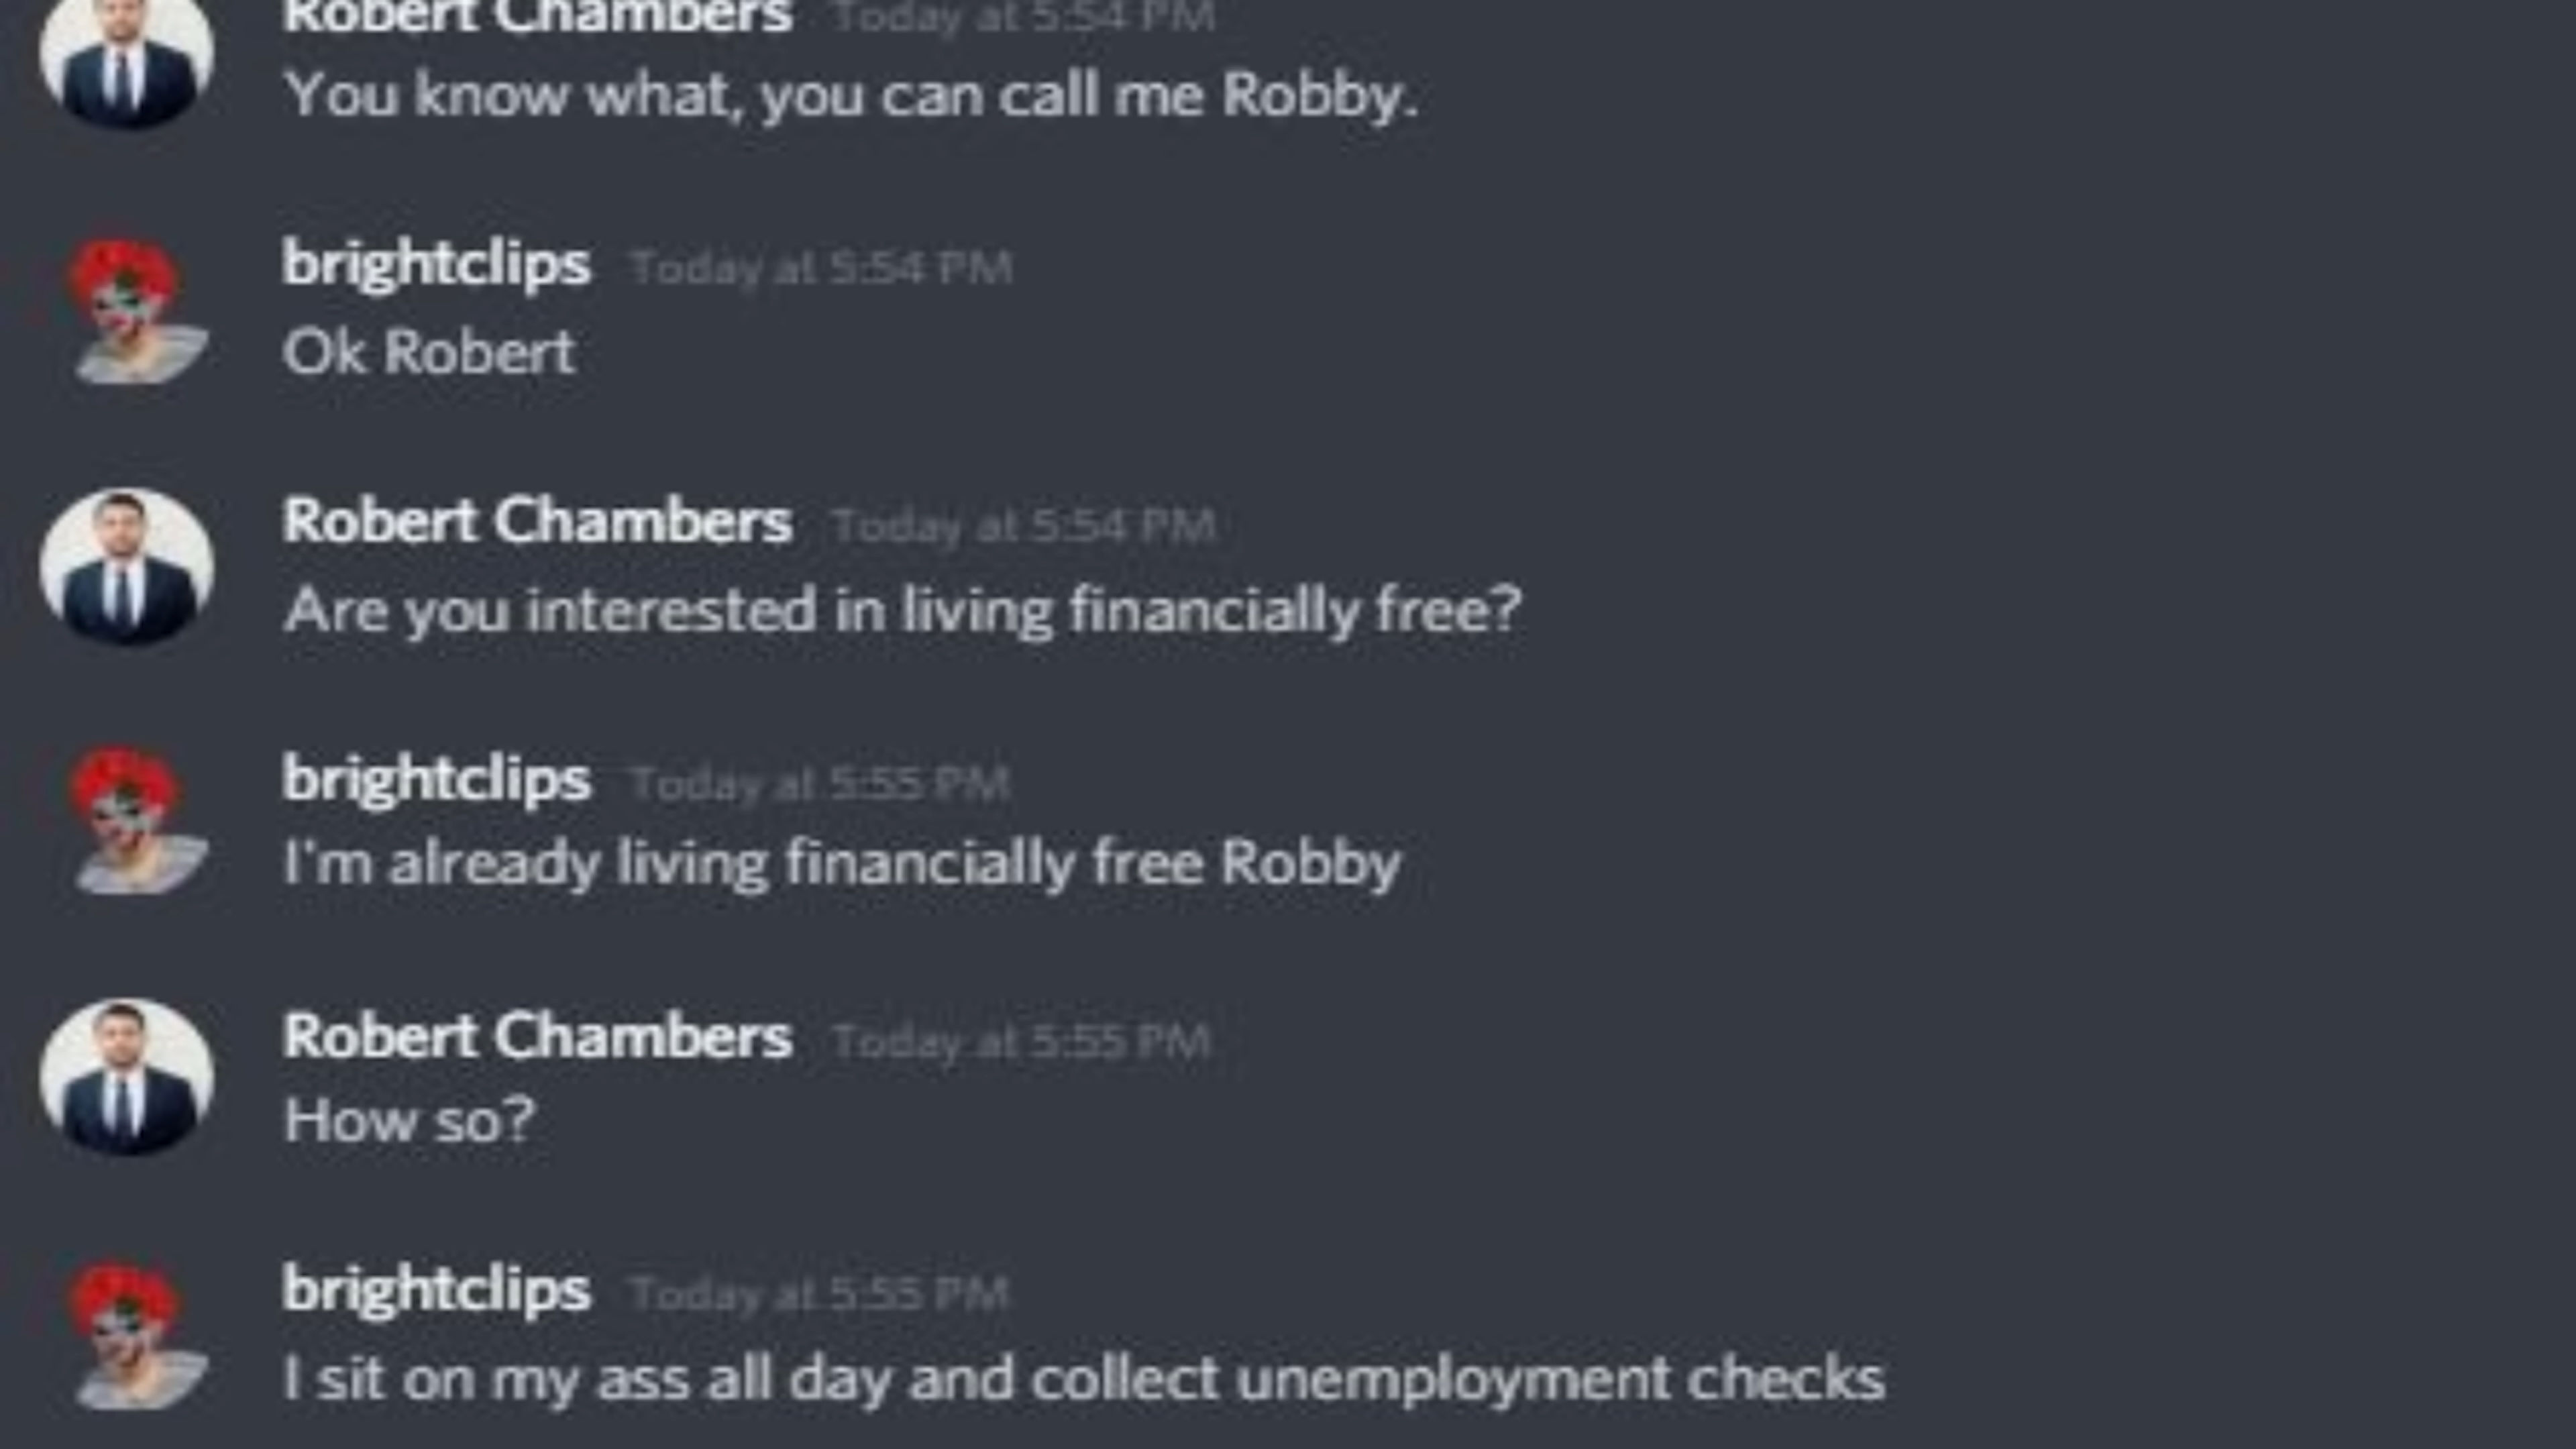 Robert Chambers Today at 5:54 PM
You know what, you can call me Robby.
brightclips Today at 5:54 PM
Ok Robert
Robert Chambers Today at 5:54 PM
Are you interested in living financially free?
brightclips Today at 5:55 PM
I'm already living financially free Robby
Robert Chambers Today at 5:55 PM
How so?
brightclips Today at 5:55 PM
I sit on my ass all day and collect unemployment checks